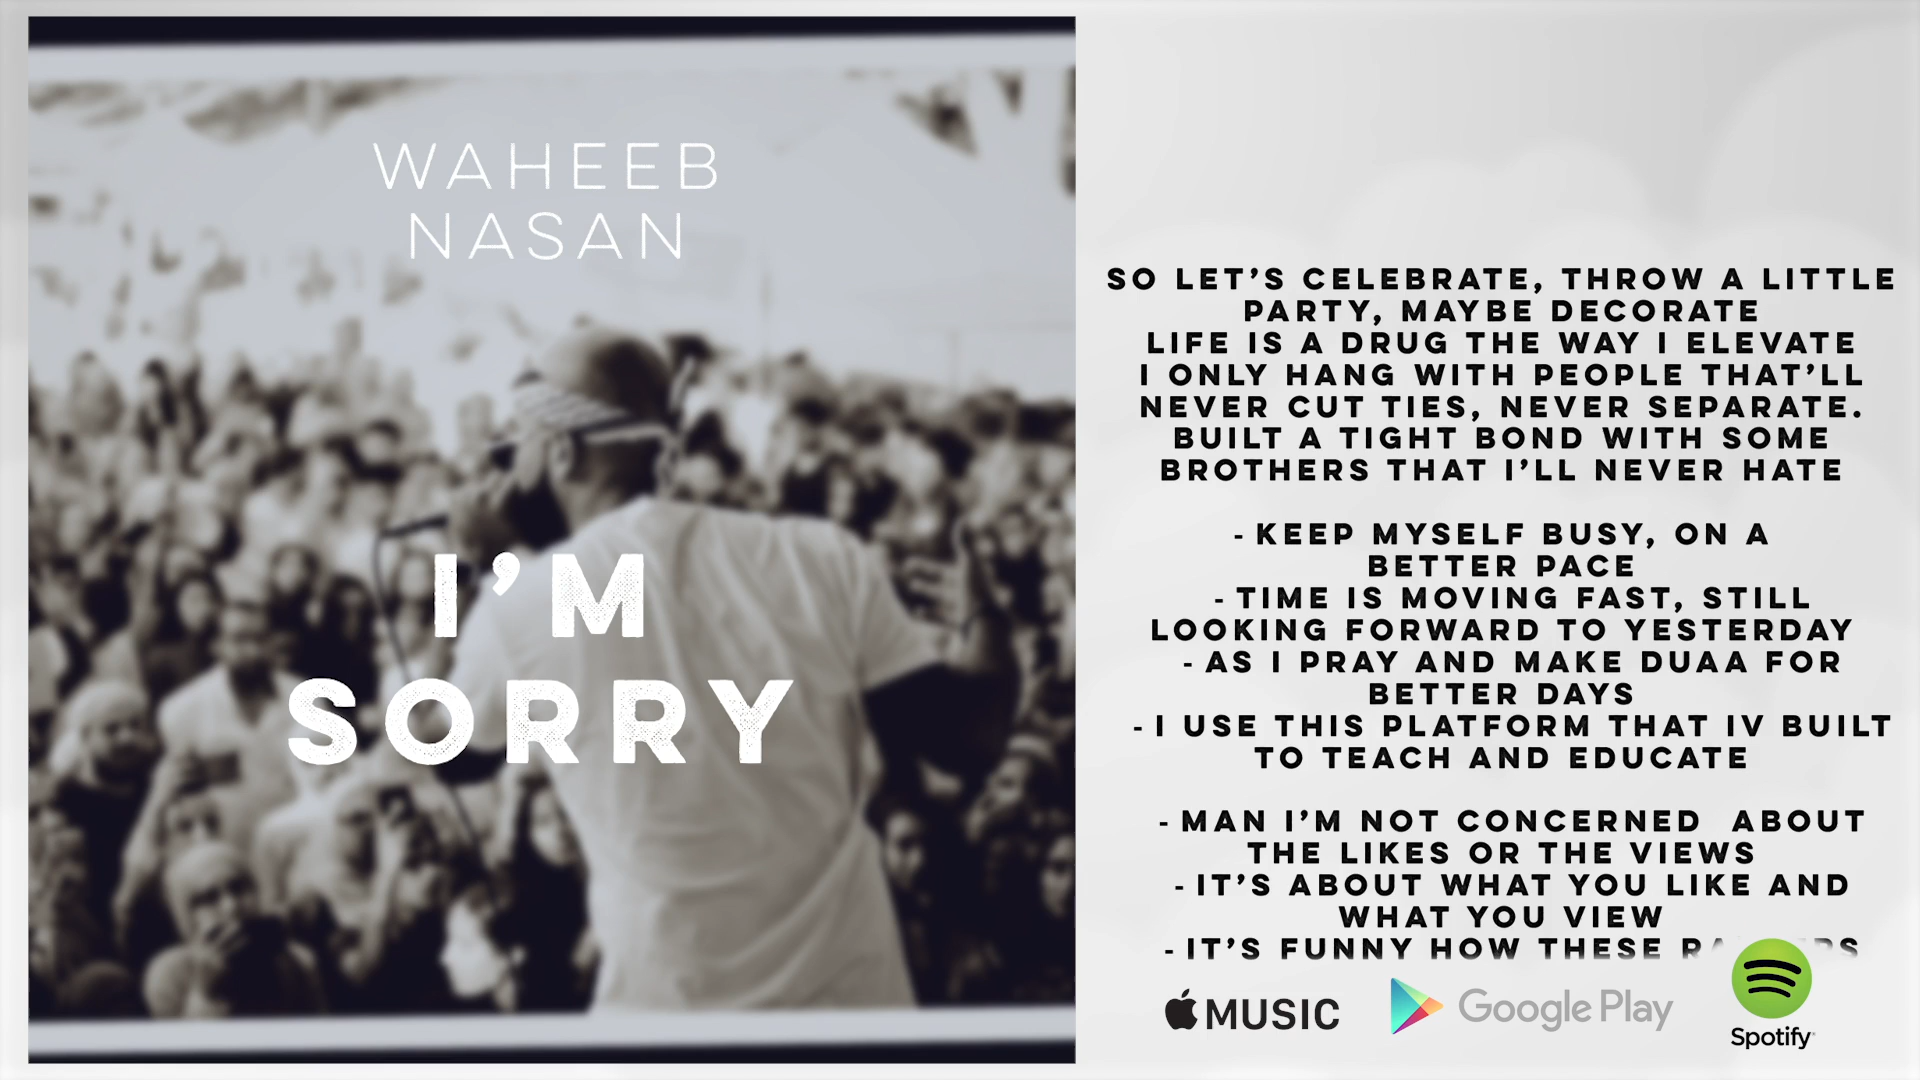 WAHEEB
NASAN
I'M
SORRY
SO LET'S CELEBRATE, THROW A LITTLE
PARTY, MAYBE DECORATE
LIFE IS A DRUG THE WAY I ELEVATE
I ONLY HANG WITH PEOPLE THAT'LL
NEVER CUT TIES, NEVER SEPARATE.
BUILT A TIGHT BOND WITH SOME
BROTHERS THAT I'LL NEVER HATE
- KEEP MYSELF BUSY, ON A
BETTER PACE
- TIME IS MOVING FAST, STILL
LOOKING FORWARD TO YESTERDAY
- AS I PRAY AND MAKE DUAA FOR
BETTER DAYS
- I USE THIS PLATFORM THAT IV BUILT
TO TEACH AND EDUCATE
- MAN I'M NOT CONCERNED  ABOUT
THE LIKES OR THE VIEWS
- IT'S ABOUT WHAT YOU LIKE AND
WHAT YOU VIEW
- IT'S FUNNY HOW THESE
MUSIC
Google Play
Spotify